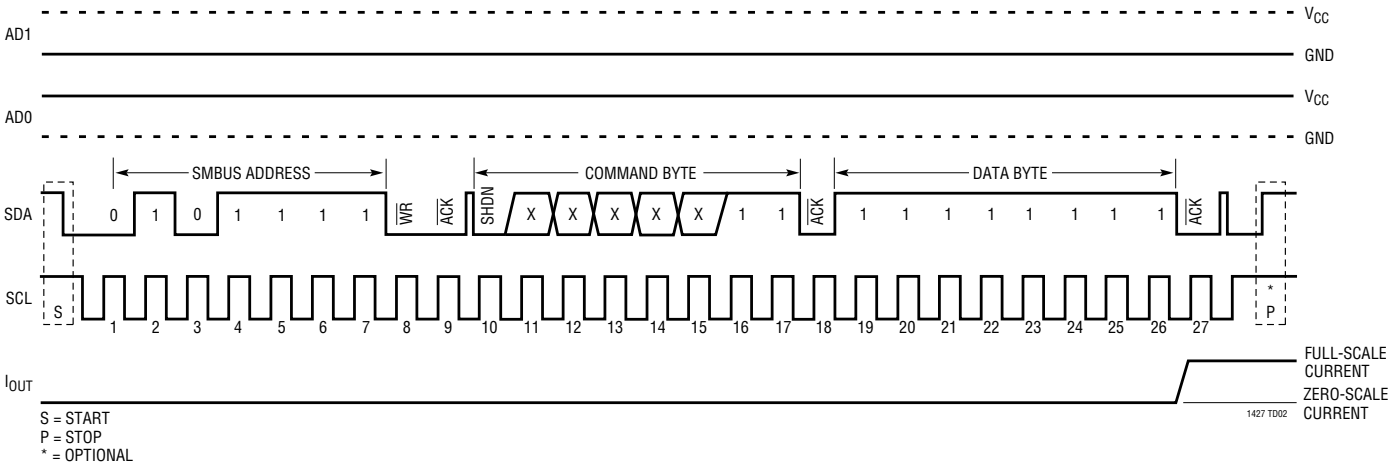 V_CC
AD1
GND
V_CC
AD0
GND
SMBUS ADDRESS COMMAND BYTE DATA BYTE
SDA 0 1 0 1 1 1 1 WR ACK SHDN X X X X X 1 1 ACK 1 1 1 1 1 1 1 1 ACK
SCL S * P
1 2 3 4 5 6 7 8 9 10 11 12 13 14 15 16 17 18 19 20 21 22 23 24 25 26 27
FULL-SCALE
CURRENT
I_OUT
ZERO-SCALE
CURRENT
1427 TD02
S = START
P = STOP
* = OPTIONAL